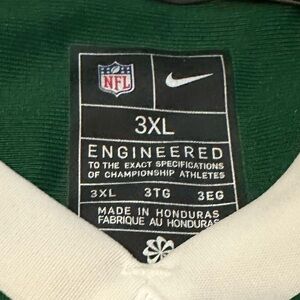 NFL
3XL
ENGINEERED
TO THE EXACT SPECIFICATIONS
OF CHAMPIONSHIP ATHLETES
3XL 3TG 3EG
MADE IN HONDURAS
FABRIQUE AU HONDURAS